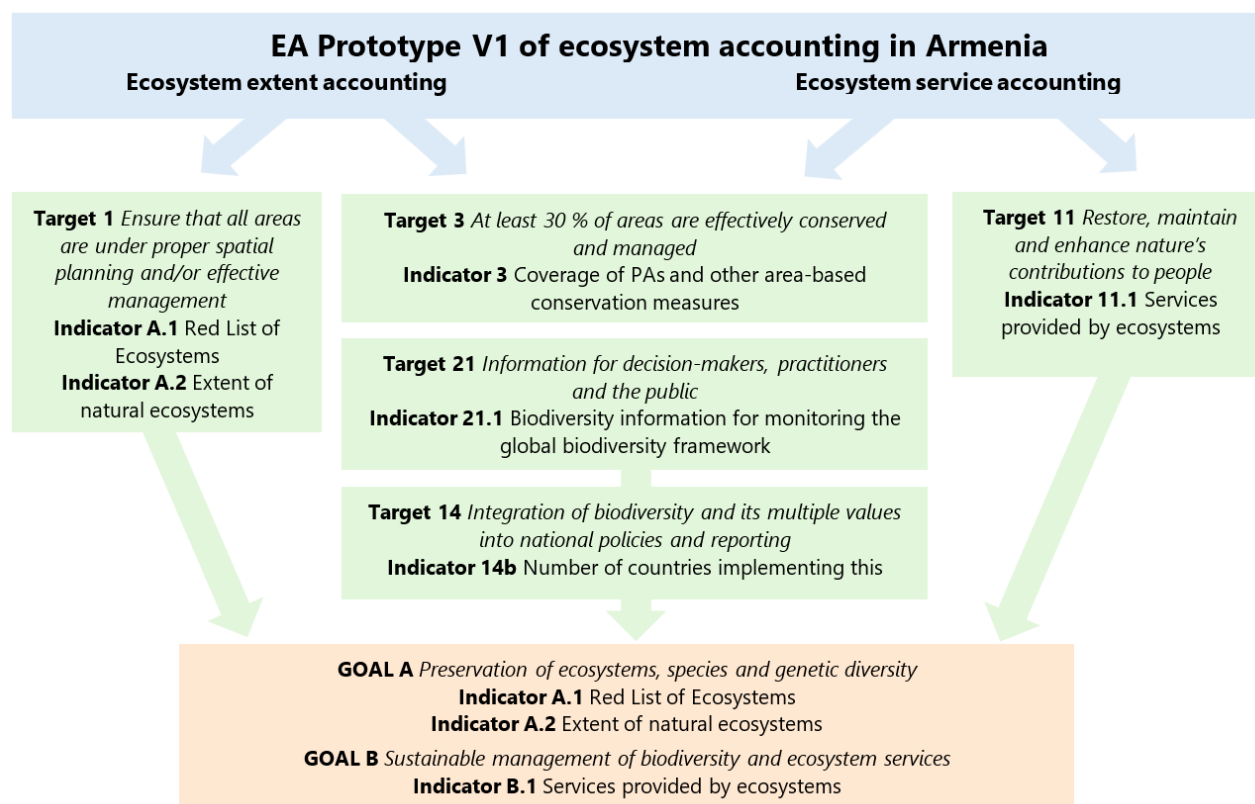 EA Prototype V1 of ecosystem accounting in Armenia
Ecosystem extent accounting
Ecosystem service accounting
Target 1 Ensure that all areas
are under proper spatial
planning and/or effective
management
Indicator A.1 Red List of
Ecosystems
Indicator A.2 Extent of
natural ecosystems
Target 3 At least 30 % of areas are effectively conserved
and managed
Indicator 3 Coverage of PAs and other area-based
conservation measures
Target 21 Information for decision-makers, practitioners
and the public
Indicator 21.1 Biodiversity information for monitoring the
global biodiversity framework
Target 14 Integration of biodiversity and its multiple values
into national policies and reporting
Indicator 14b Number of countries implementing this
Target 11 Restore, maintain
and enhance nature's
contributions to people
Indicator 11.1 Services
provided by ecosystems
GOAL A Preservation of ecosystems, species and genetic diversity
Indicator A.1 Red List of Ecosystems
Indicator A.2 Extent of natural ecosystems
GOAL B Sustainable management of biodiversity and ecosystem services
Indicator B.1 Services provided by ecosystems